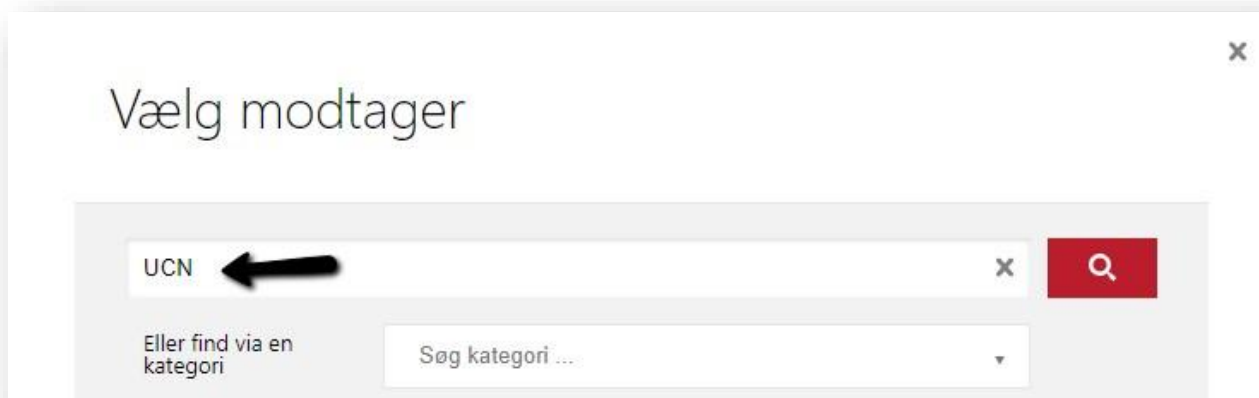 Vælg modtager
UCN
Eller find via en
kategori
Søg kategori ...